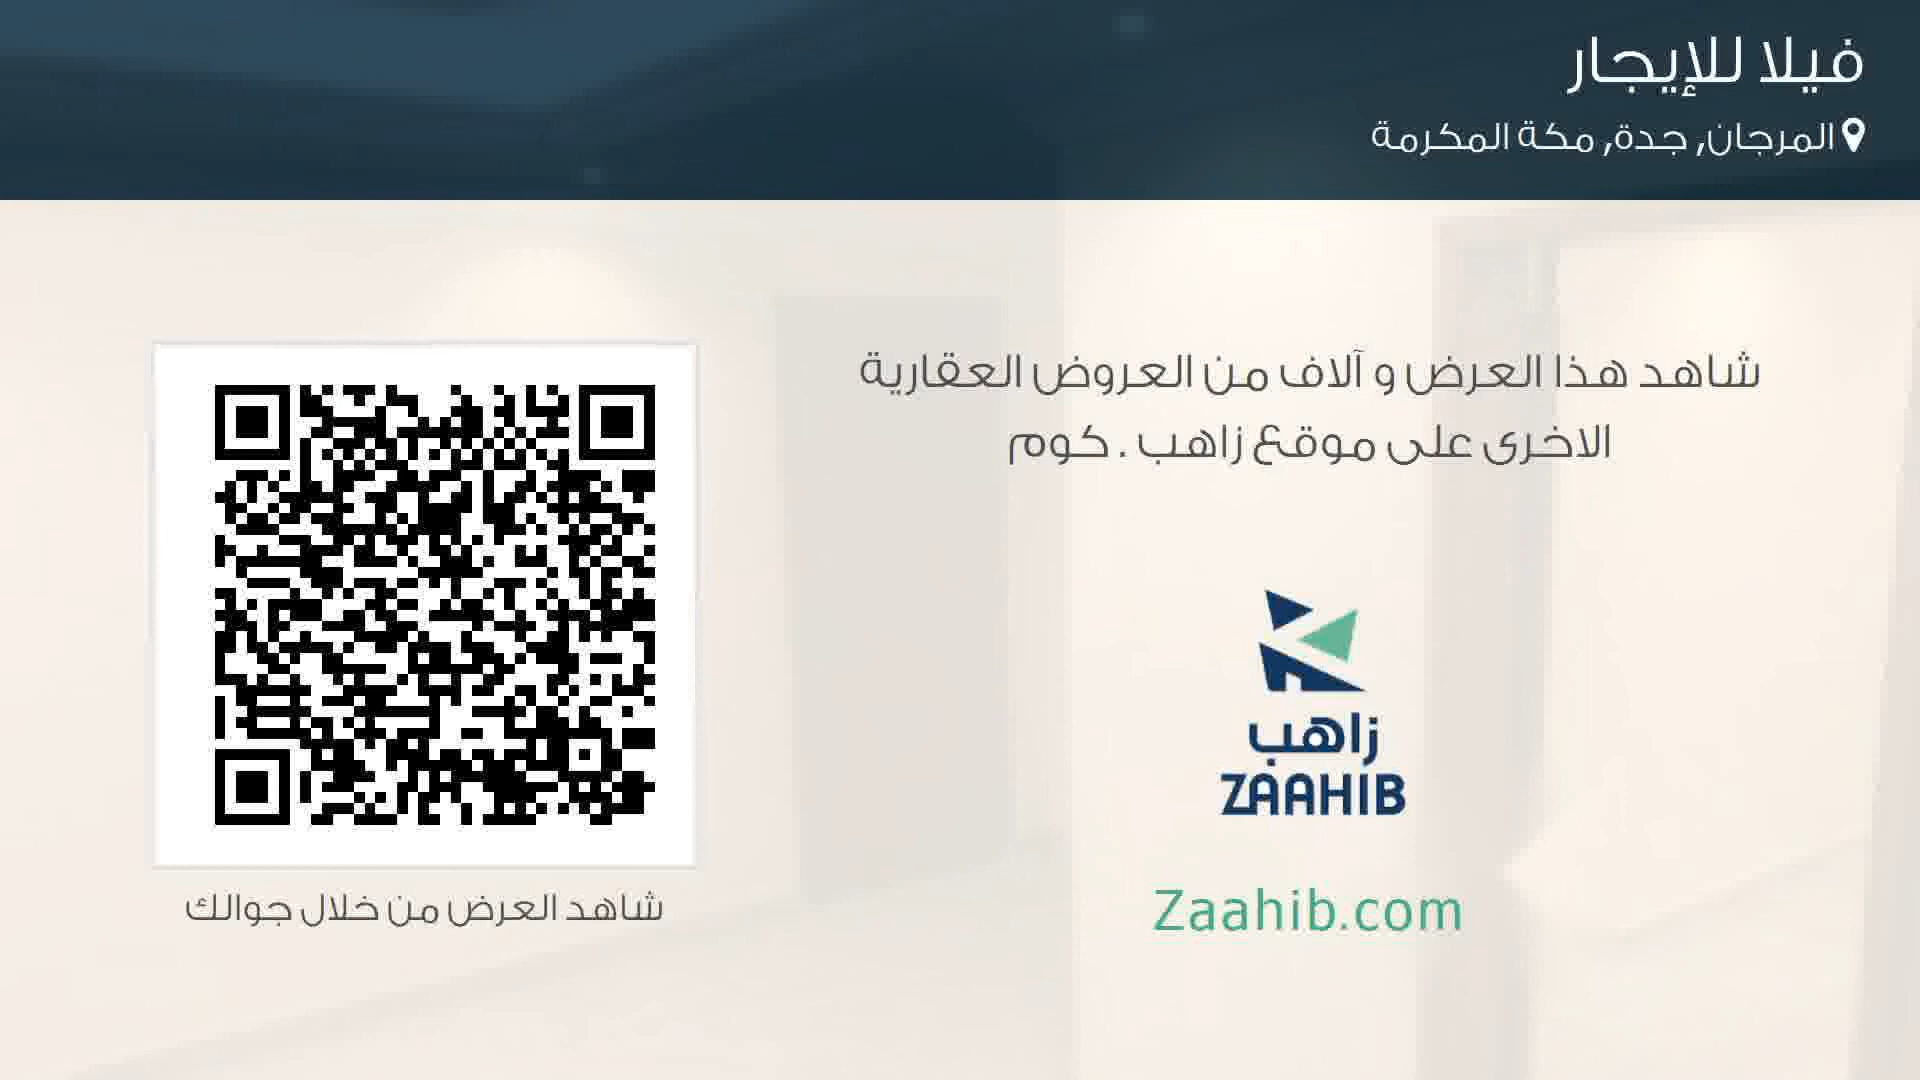 فيلا للإيجار
المرجان, جدة, مكة المكرمة
شاهد هذا العرض و آلاف من العروض العقارية
الاخرى على موقع زاهب . كوم
زاهب
ZAAHIB
Zaahib.com
شاهد العرض من خلال جوالك